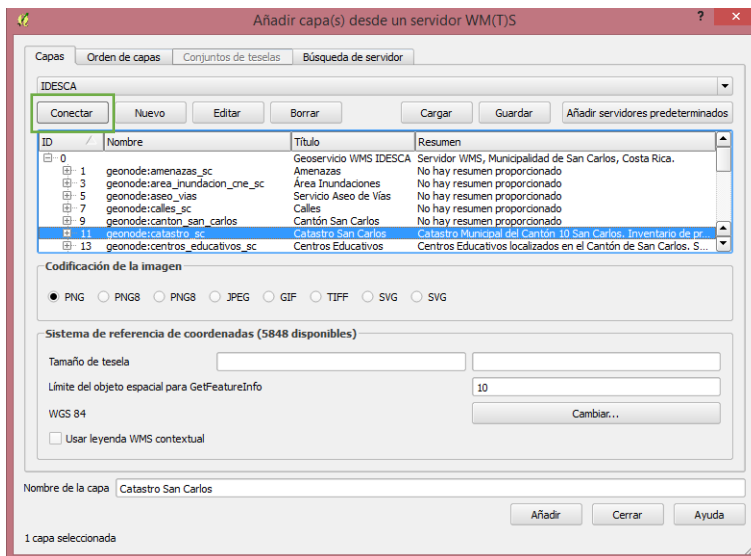 Añadir capa(s) desde un servidor WM(T)S
? ×
Capas Orden de capas Conjuntos de teselas Búsqueda de servidor
IDESCA
Conectar Nuevo Editar Borrar Cargar Guardar Añadir servidores predeterminados
ID Nombre Título Resumen
0 Geoservicio WMS IDESCA Servidor WMS, Municipalidad de San Carlos, Costa Rica.
1 geonode:amenazas_sc Amenazas No hay resumen proporcionado
3 geonode:area_inundacion_cne_sc Área Inundaciones No hay resumen proporcionado
5 geonode:aseo_vias Servicio Aseo de Vías No hay resumen proporcionado
7 geonode:calles_sc Calles No hay resumen proporcionado
9 geonode:canton_san_carlos Cantón San Carlos No hay resumen proporcionado
11 geonode:catastro_sc Catastro San Carlos Catastro Municipal del Cantón 10 San Carlos. Inventario de pr...
13 geonode:centros_educativos_sc Centros Educativos Centros Educativos localizados en el Cantón de San Carlos. S...
Codificación de la imagen
PNG PNG8 PNG8 JPEG GIF TIFF SVG SVG
Sistema de referencia de coordenadas (5848 disponibles)
Tamaño de tesela
Límite del objeto espacial para GetFeatureInfo 10
WGS 84 Cambiar...
Usar leyenda WMS contextual
Nombre de la capa Catastro San Carlos
Añadir Cerrar Ayuda
1 capa seleccionada